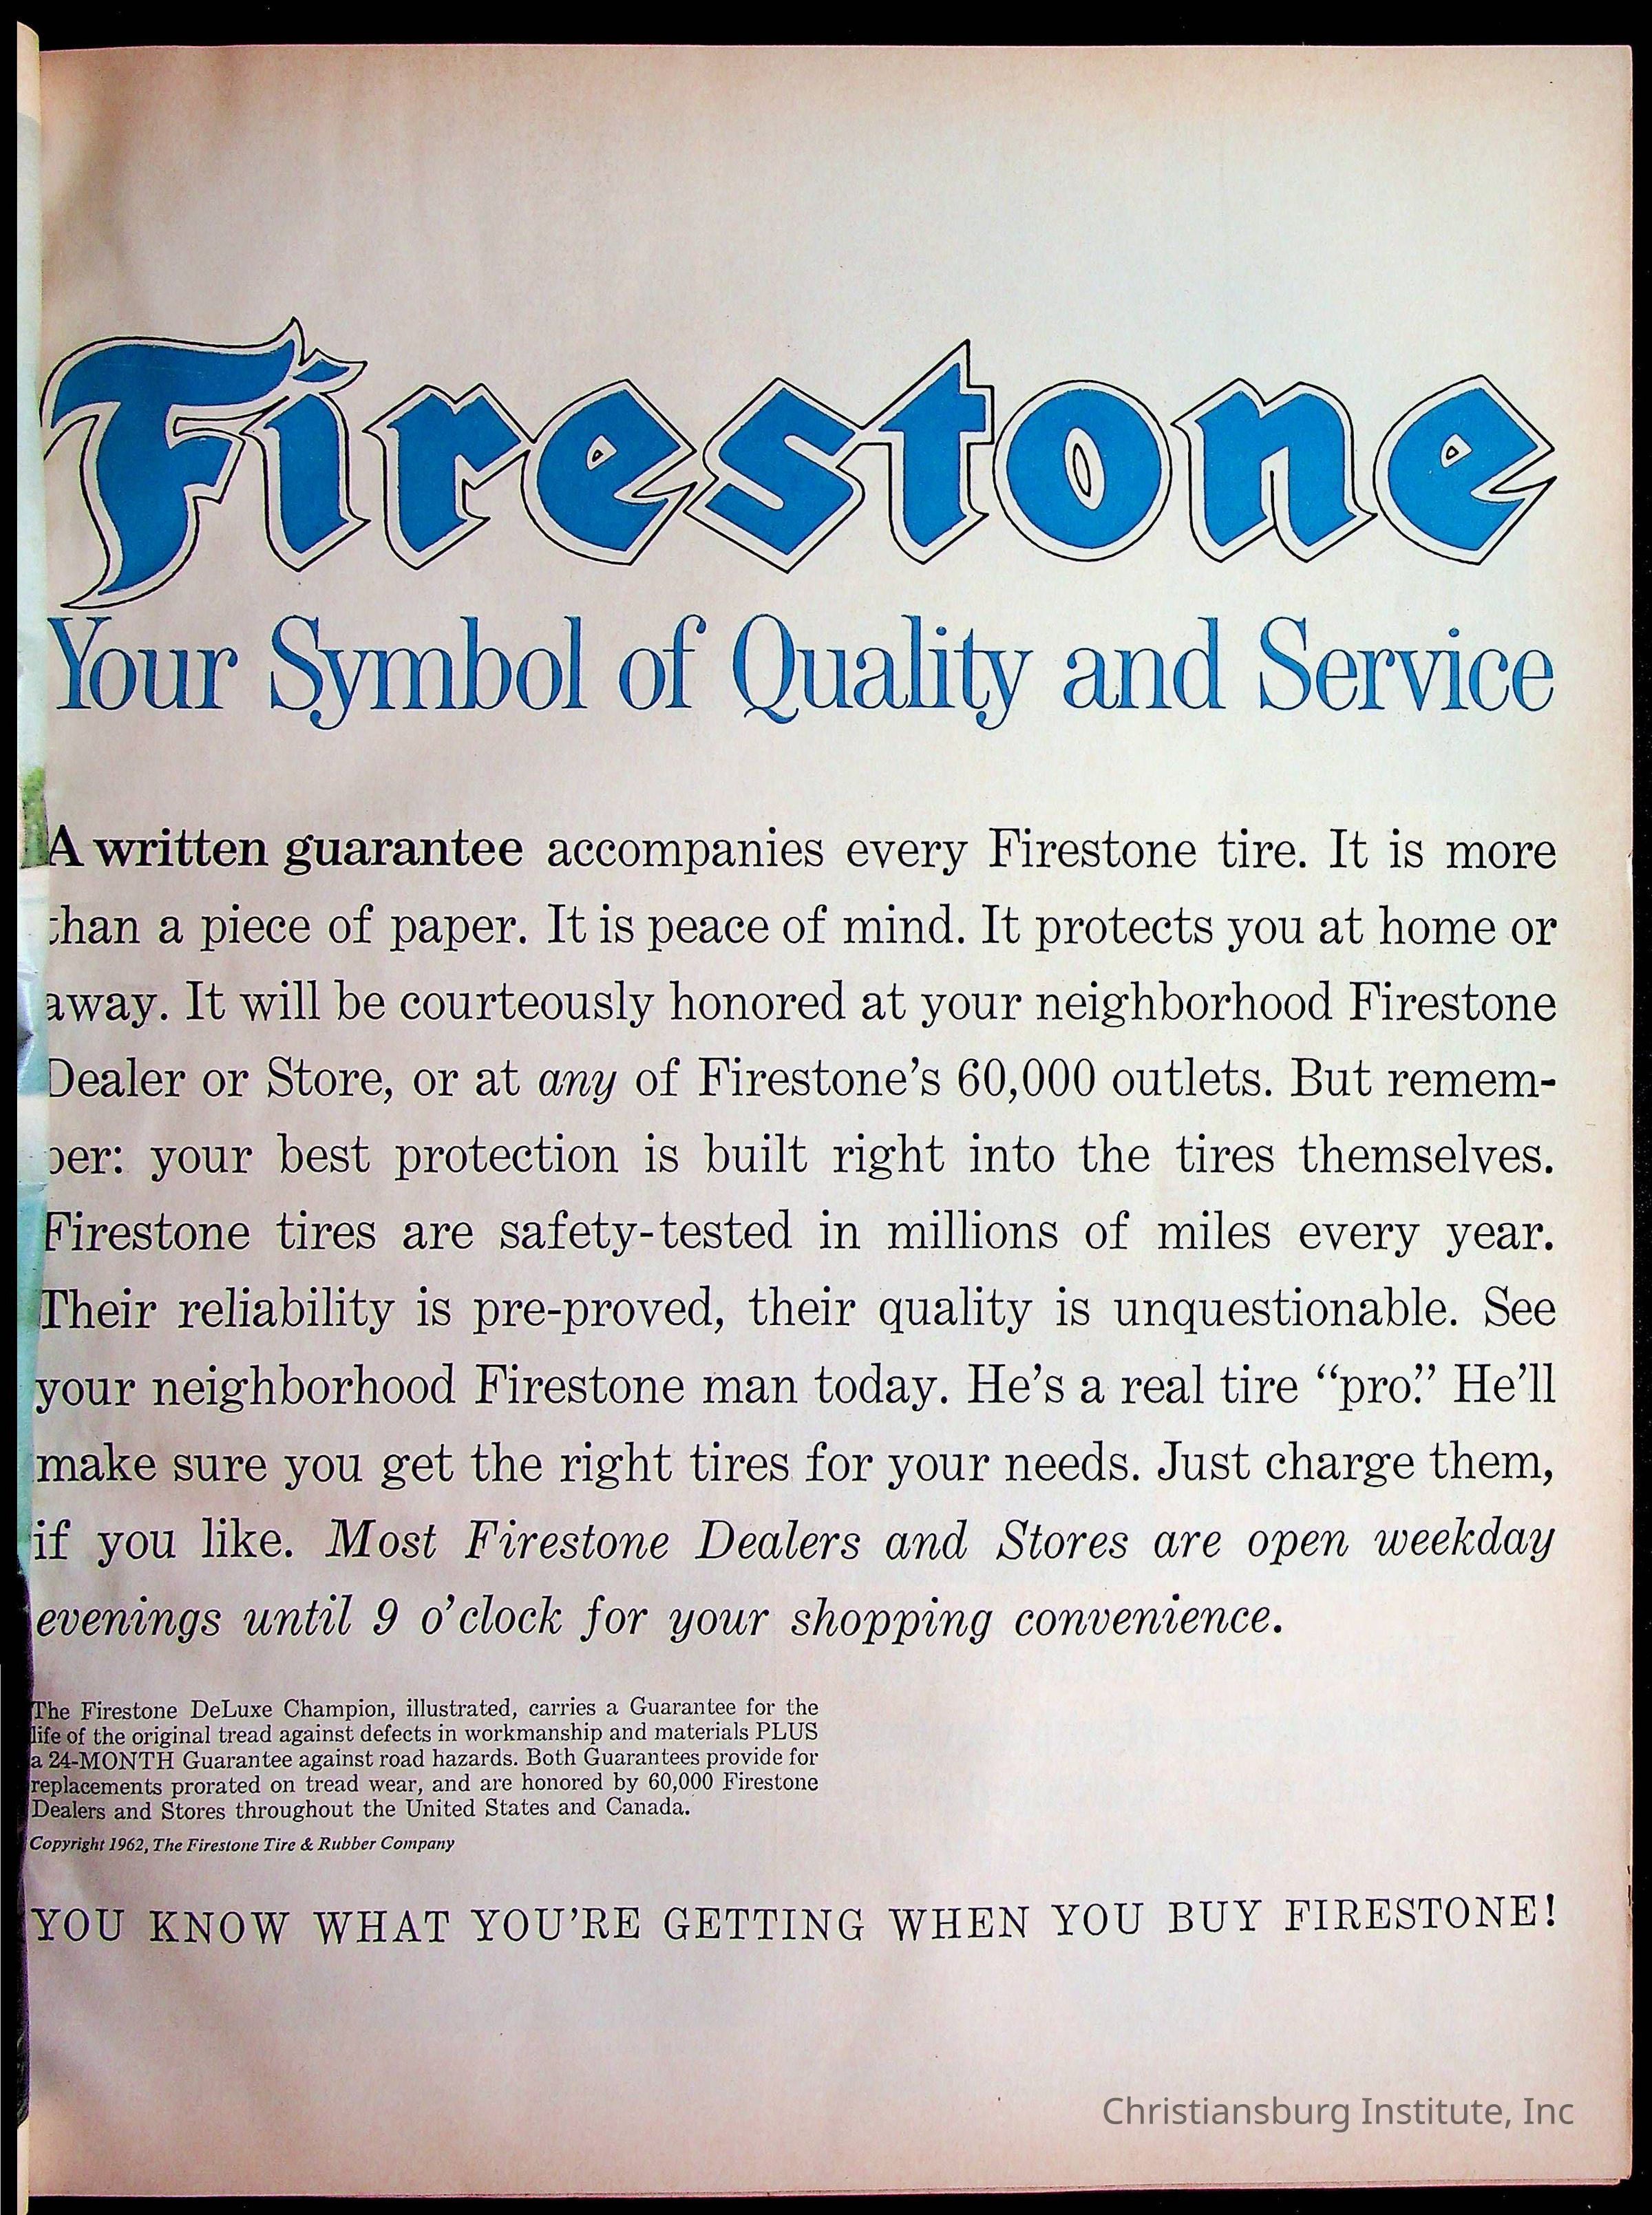 Firestone
Your Symbol of Quality and Service
A written guarantee accompanies every Firestone tire. It is more
than a piece of paper. It is peace of mind. It protects you at home or
away. It will be courteously honored at your neighborhood Firestone
Dealer or Store, or at any of Firestone's 60,000 outlets. But remem-
ber: your best protection is built right into the tires themselves.
Firestone tires are safety-tested in millions of miles every year.
Their reliability is pre-proved, their quality is unquestionable. See
your neighborhood Firestone man today. He's a real tire “pro.” He'll
make sure you get the right tires for your needs. Just charge them,
if you like. Most Firestone Dealers and Stores are open weekday
evenings until 9 o'clock for your shopping convenience.
The Firestone DeLuxe Champion, illustrated, carries a Guarantee for the
life of the original tread against defects in workmanship and materials PLUS
a 24-MONTH Guarantee against road hazards. Both Guarantees provide for
replacements prorated on tread wear, and are honored by 60,000 Firestone
Dealers and Stores throughout the United States and Canada.
Copyright 1962, The Firestone Tire & Rubber Company
YOU KNOW WHAT YOU'RE GETTING WHEN YOU BUY FIRESTONE!
Christiansburg Institute, Inc